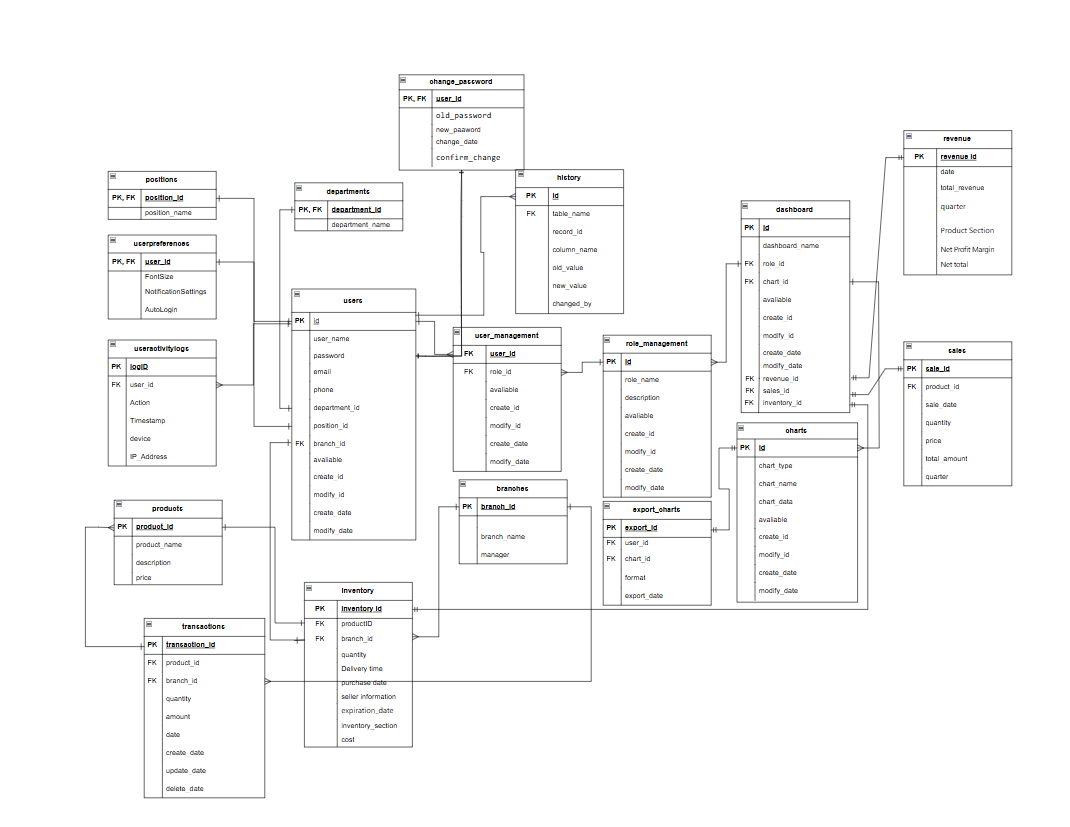 change_password
PK, FK user_id
old_password
new_paaword
change_date
confirm_change
positions
PK, FK position_id
position_name
departments
PK, FK department_id
department_name
history
PK id
FK table_name
record_id
column_name
old_value
new_value
changed_by
revenue
PK revenue id
date
total_revenue
quarter
Product Section
Net Profit Margin
Net total
dashboard
PK id
dashboard_name
FK role_id
FK chart_id
avaliable
create_id
modify_id
create_date
modify_date
FK revenue_id
FK sales_id
FK inventory_id
userpreferences
PK, FK user_id
FontSize
NotificationSettings
AutoLogin
users
PK id
user_name
password
email
phone
department_id
position_id
FK branch_id
avaliable
create_id
modify_id
create_date
modify_date
user_management
FK user_id
FK role_id
avaliable
create_id
modify_id
create_date
modify_date
role_management
PK id
role_name
description
avaliable
create_id
modify_id
create_date
modify_date
useractivitylogs
PK logID
FK user_id
Action
Timestamp
device
IP_Address
sales
PK sale_id
FK product_id
sale_date
quantity
price
total_amount
quarter
charts
PK id
chart_type
chart_name
chart_data
avaliable
create_id
modify_id
create_date
modify_date
branches
PK branch_id
branch_name
manager
products
PK product_id
product_name
description
price
export_charts
PK export_id
FK user_id
FK chart_id
format
export_date
inventory
PK inventory id
FK productID
FK branch_id
quantity
Delivery time
purchase date
seller information
expiration_date
inventory_section
cost
transactions
PK transaction_id
FK product_id
FK branch_id
quantity
amount
date
create_date
update_date
delete_date